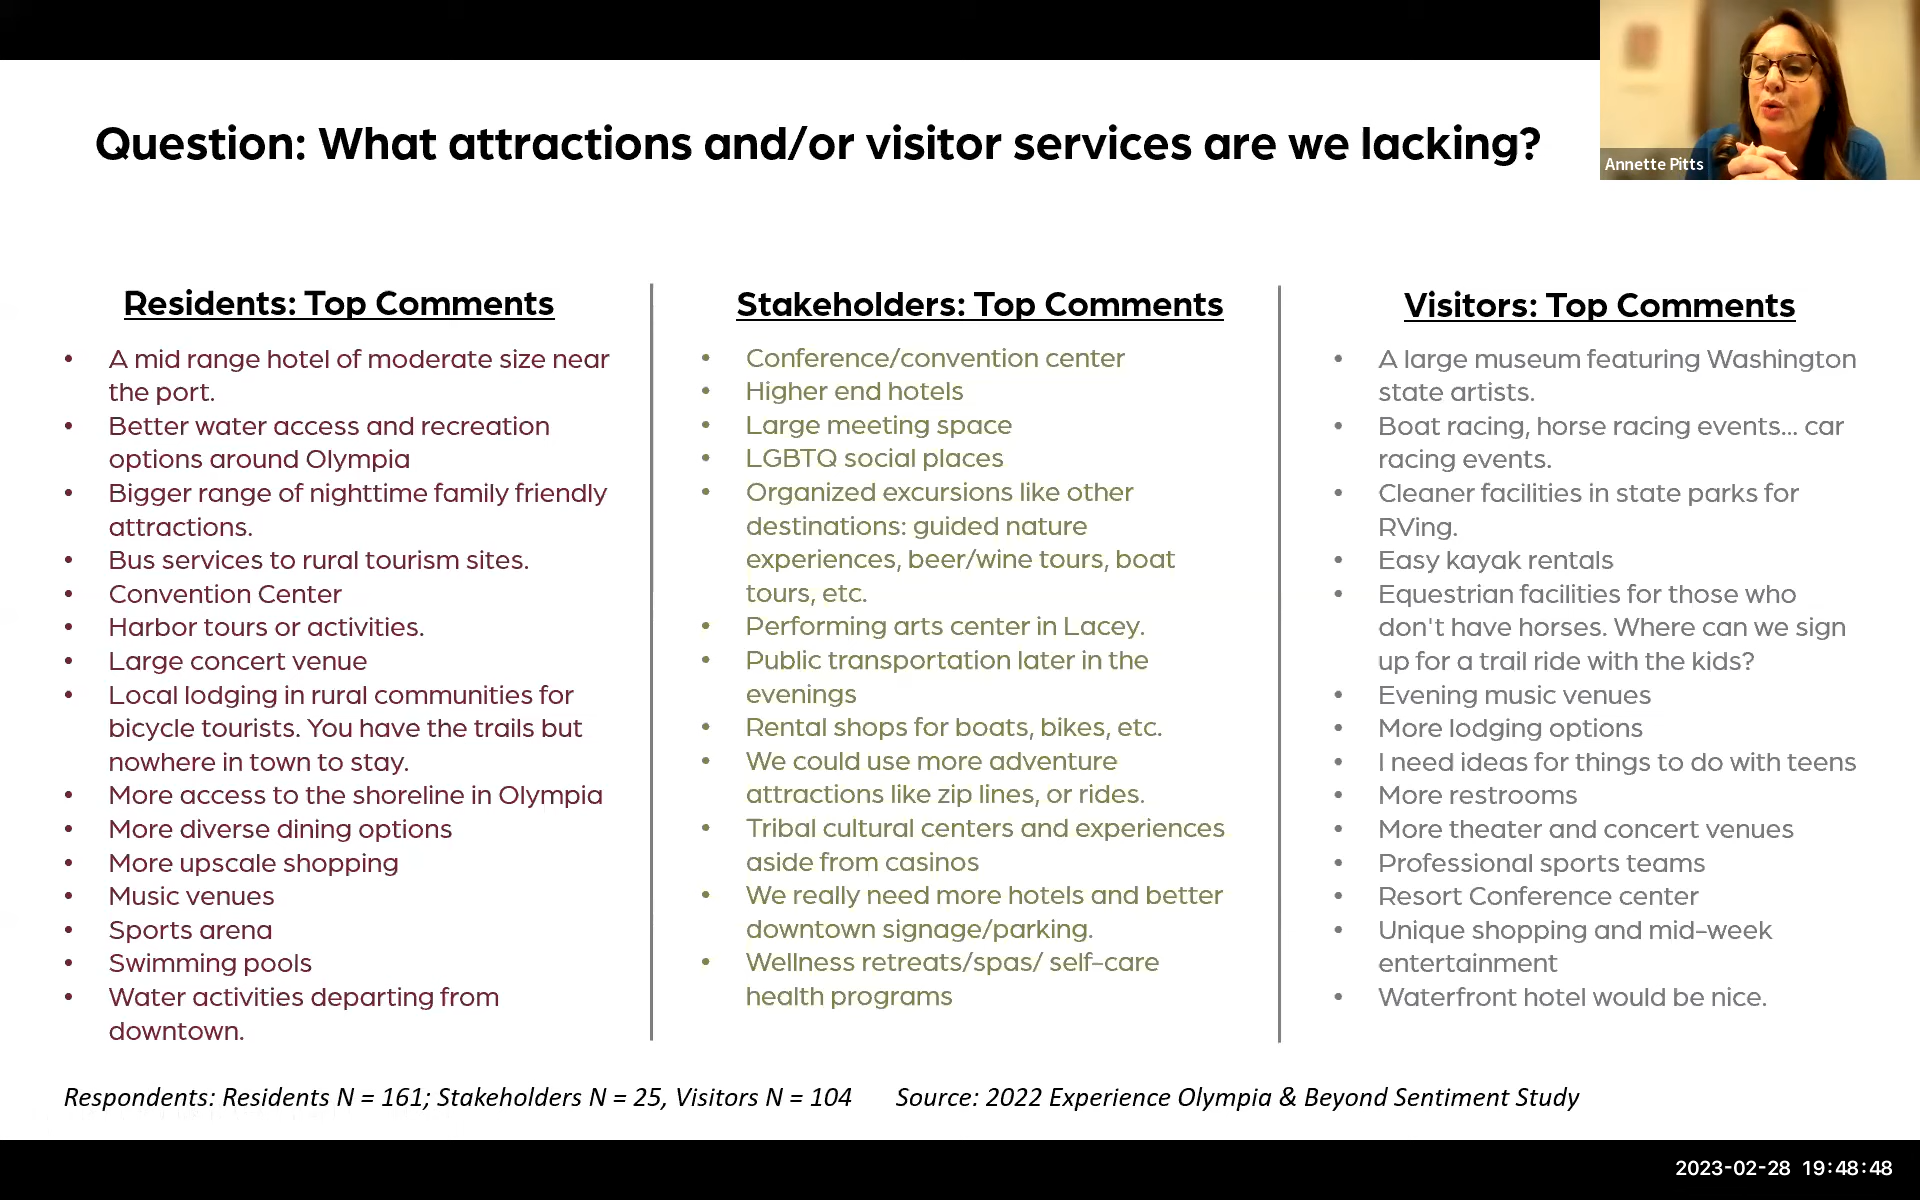 Question: What attractions and/or visitor services are we lacking?
Annette Pitts
Residents: Top Comments
• A mid range hotel of moderate size near
the port.
• Better water access and recreation
options around Olympia
• Bigger range of nighttime family friendly
attractions.
• Bus services to rural tourism sites.
• Convention Center
• Harbor tours or activities.
• Large concert venue
• Local lodging in rural communities for
bicycle tourists. You have the trails but
nowhere in town to stay.
• More access to the shoreline in Olympia
• More diverse dining options
• More upscale shopping
• Music venues
• Sports arena
• Swimming pools
• Water activities departing from
downtown.
Stakeholders: Top Comments
• Conference/convention center
• Higher end hotels
• Large meeting space
• LGBTQ social places
• Organized excursions like other
destinations: guided nature
experiences, beer/wine tours, boat
tours, etc.
• Performing arts center in Lacey.
• Public transportation later in the
evenings
• Rental shops for boats, bikes, etc.
• We could use more adventure
attractions like zip lines, or rides.
• Tribal cultural centers and experiences
aside from casinos
• We really need more hotels and better
downtown signage/parking.
• Wellness retreats/spas/ self-care
health programs
Visitors: Top Comments
• A large museum featuring Washington
state artists.
• Boat racing, horse racing events... car
racing events.
• Cleaner facilities in state parks for
RVing.
• Easy kayak rentals
• Equestrian facilities for those who
don't have horses. Where can we sign
up for a trail ride with the kids?
• Evening music venues
• More lodging options
• I need ideas for things to do with teens
• More restrooms
• More theater and concert venues
• Professional sports teams
• Resort Conference center
• Unique shopping and mid-week
entertainment
• Waterfront hotel would be nice.
Respondents: Residents N = 161; Stakeholders N = 25, Visitors N = 104 Source: 2022 Experience Olympia & Beyond Sentiment Study
2023-02-28 19:48:48